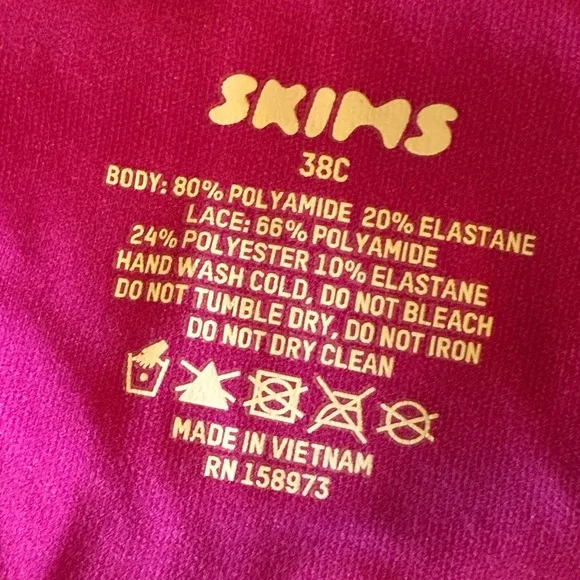 SKIMS
38C
BODY: 80% POLYAMIDE 20% ELASTANE
LACE: 66% POLYAMIDE
24% POLYESTER 10% ELASTANE
HAND WASH COLD, DO NOT BLEACH
DO NOT TUMBLE DRY, DO NOT IRON
DO NOT DRY CLEAN
MADE IN VIETNAM
RN 158973